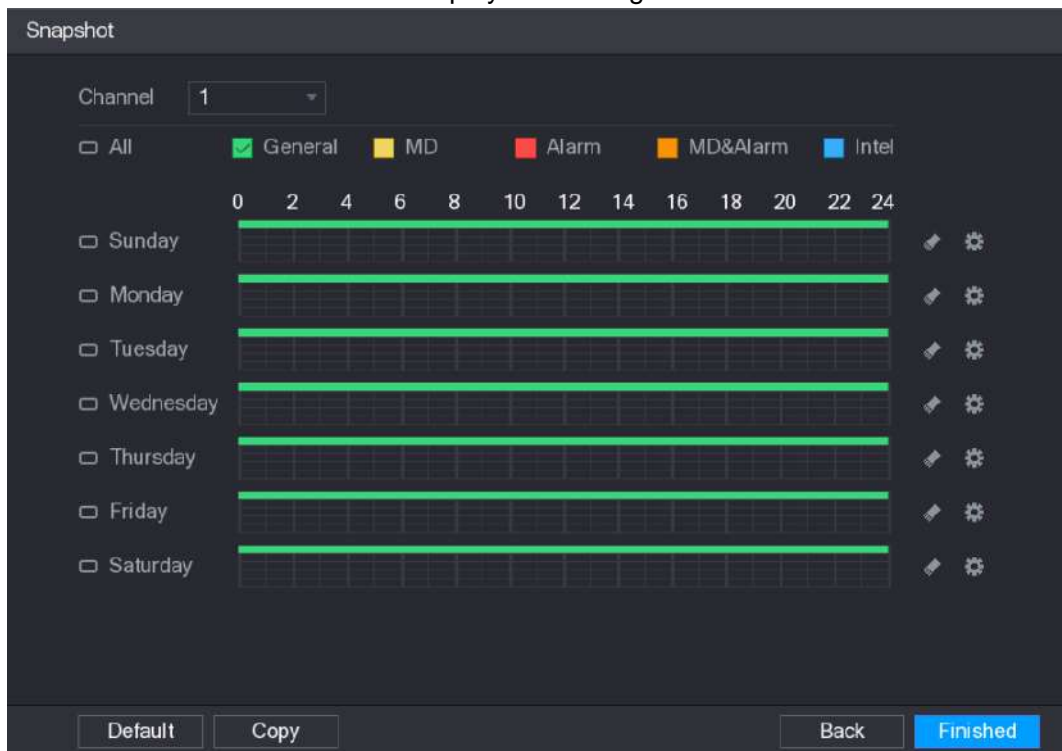 Snapshot
Channel 1
All General MD Alarm MD&Alarm Intel
0 2 4 6 8 10 12 14 16 18 20 22 24
Sunday
Monday
Tuesday
Wednesday
Thursday
Friday
Saturday
Default Copy Back Finished